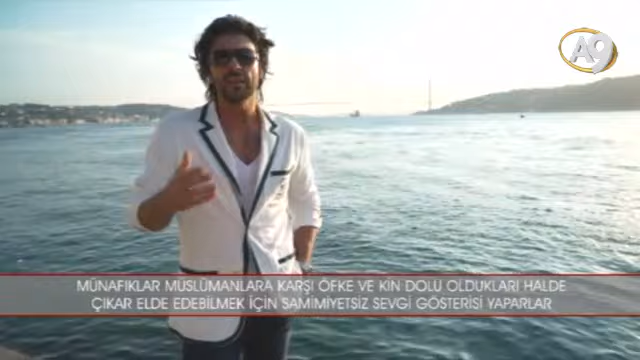 A9
MÜNAFIKLAR MÜSLÜMANLARA KARŞI ÖFKE VE KİN DOLU OLDUKLARI HALDE
ÇIKAR ELDE EDEBİLMEK İÇİN SAMİMİYETSİZ SEVGİ GÖSTERİSİ YAPARLAR